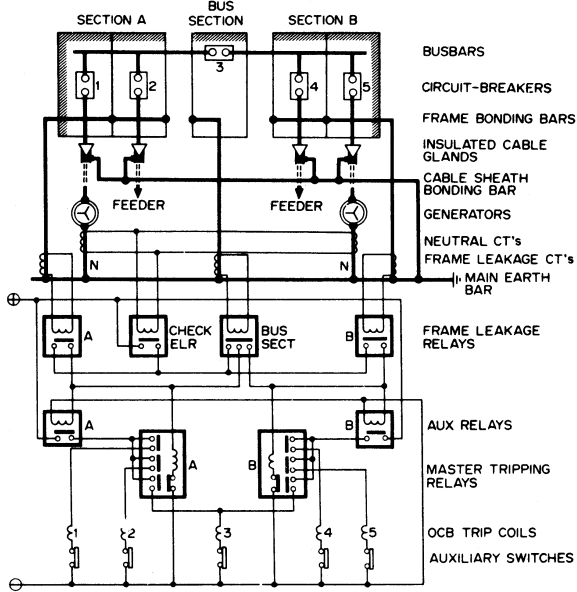 SECTION A
BUS
SECTION
SECTION B
3
BUSBARS
1
2
4
5
CIRCUIT-BREAKERS
FRAME BONDING BARS
INSULATED CABLE
GLANDS
CABLE SHEATH
BONDING BAR
FEEDER
FEEDER
GENERATORS
NEUTRAL CT's
FRAME LEAKAGE CT's
N
N
MAIN EARTH
BAR
A
CHECK
ELR
BUS
SECT
B
FRAME LEAKAGE
RELAYS
A
B
AUX RELAYS
A
B
MASTER TRIPPING
RELAYS
1
2
3
4
5
OCB TRIP COILS
AUXILIARY SWITCHES